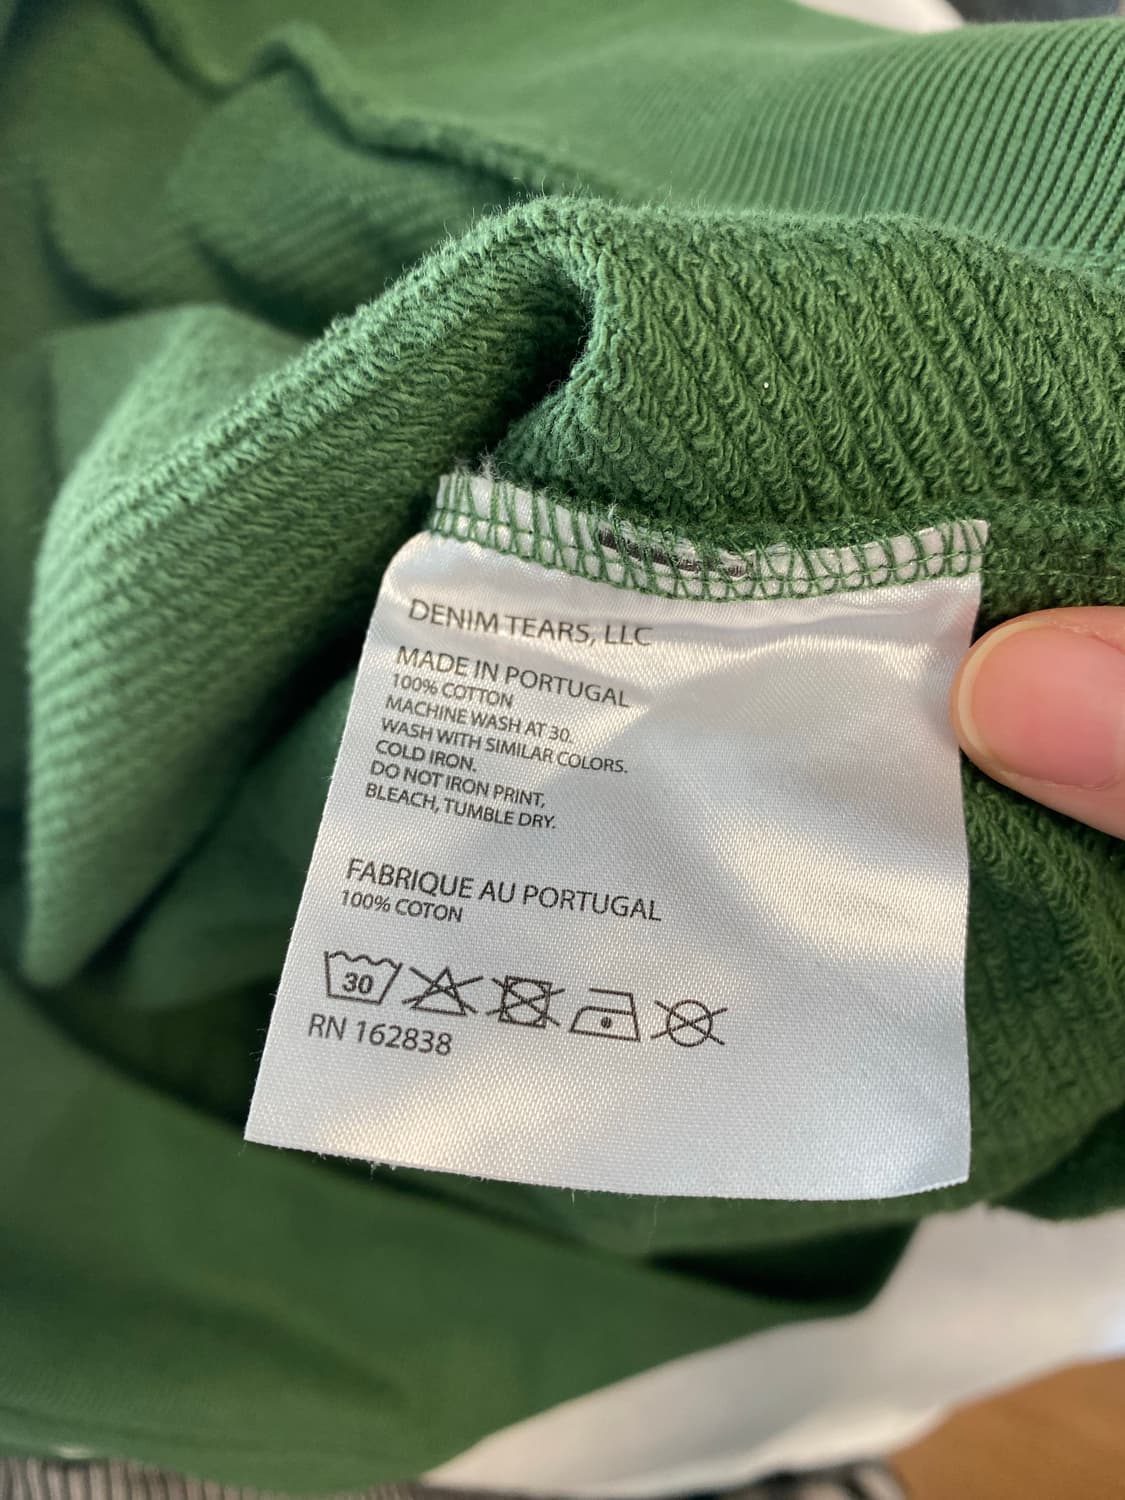 DENIM TEARS, LLC
MADE IN PORTUGAL
100% COTTON
MACHINE WASH AT 30.
WASH WITH SIMILAR COLORS.
COLD IRON.
DO NOT IRON PRINT,
BLEACH, TUMBLE DRY.
FABRIQUE AU PORTUGAL
100% COTON
30
RN 162838